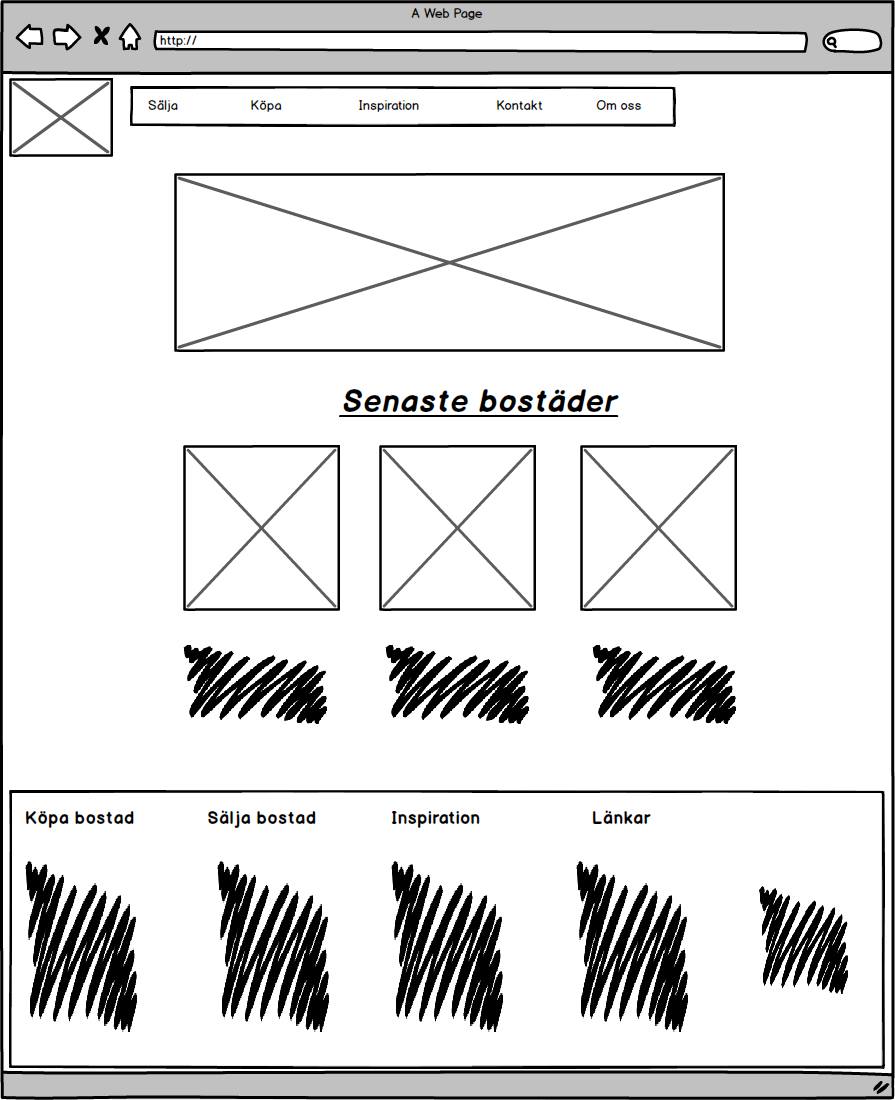 A Web Page
http://
Sälja Köpa Inspiration Kontakt Om oss
Senaste bostäder
Köpa bostad Sälja bostad Inspiration Länkar